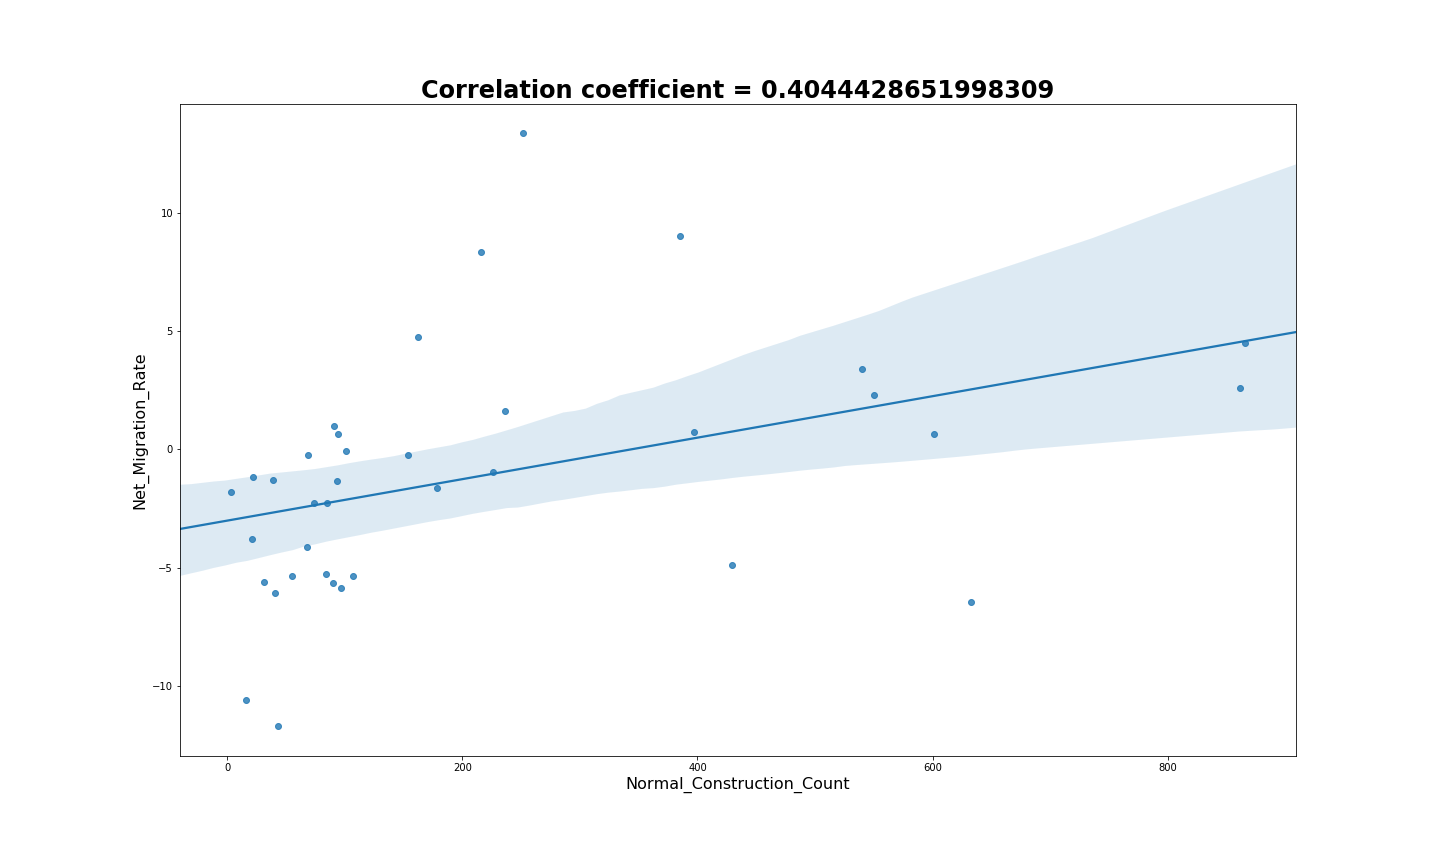 Correlation coefficient = 0.4044428651998309
10
5
0
−5
−10
Net_Migration_Rate
0 200 400 600 800
Normal_Construction_Count